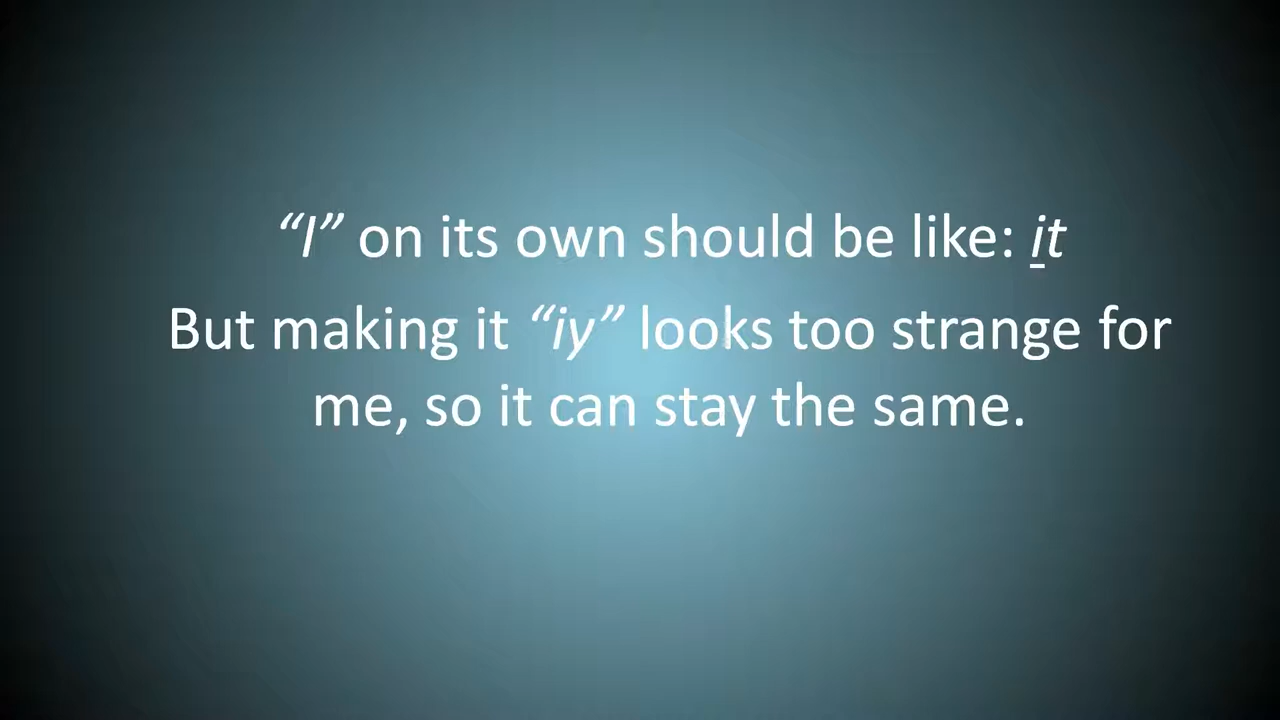 “I” on its own should be like: it
But making it “iy” looks too strange for
me, so it can stay the same.